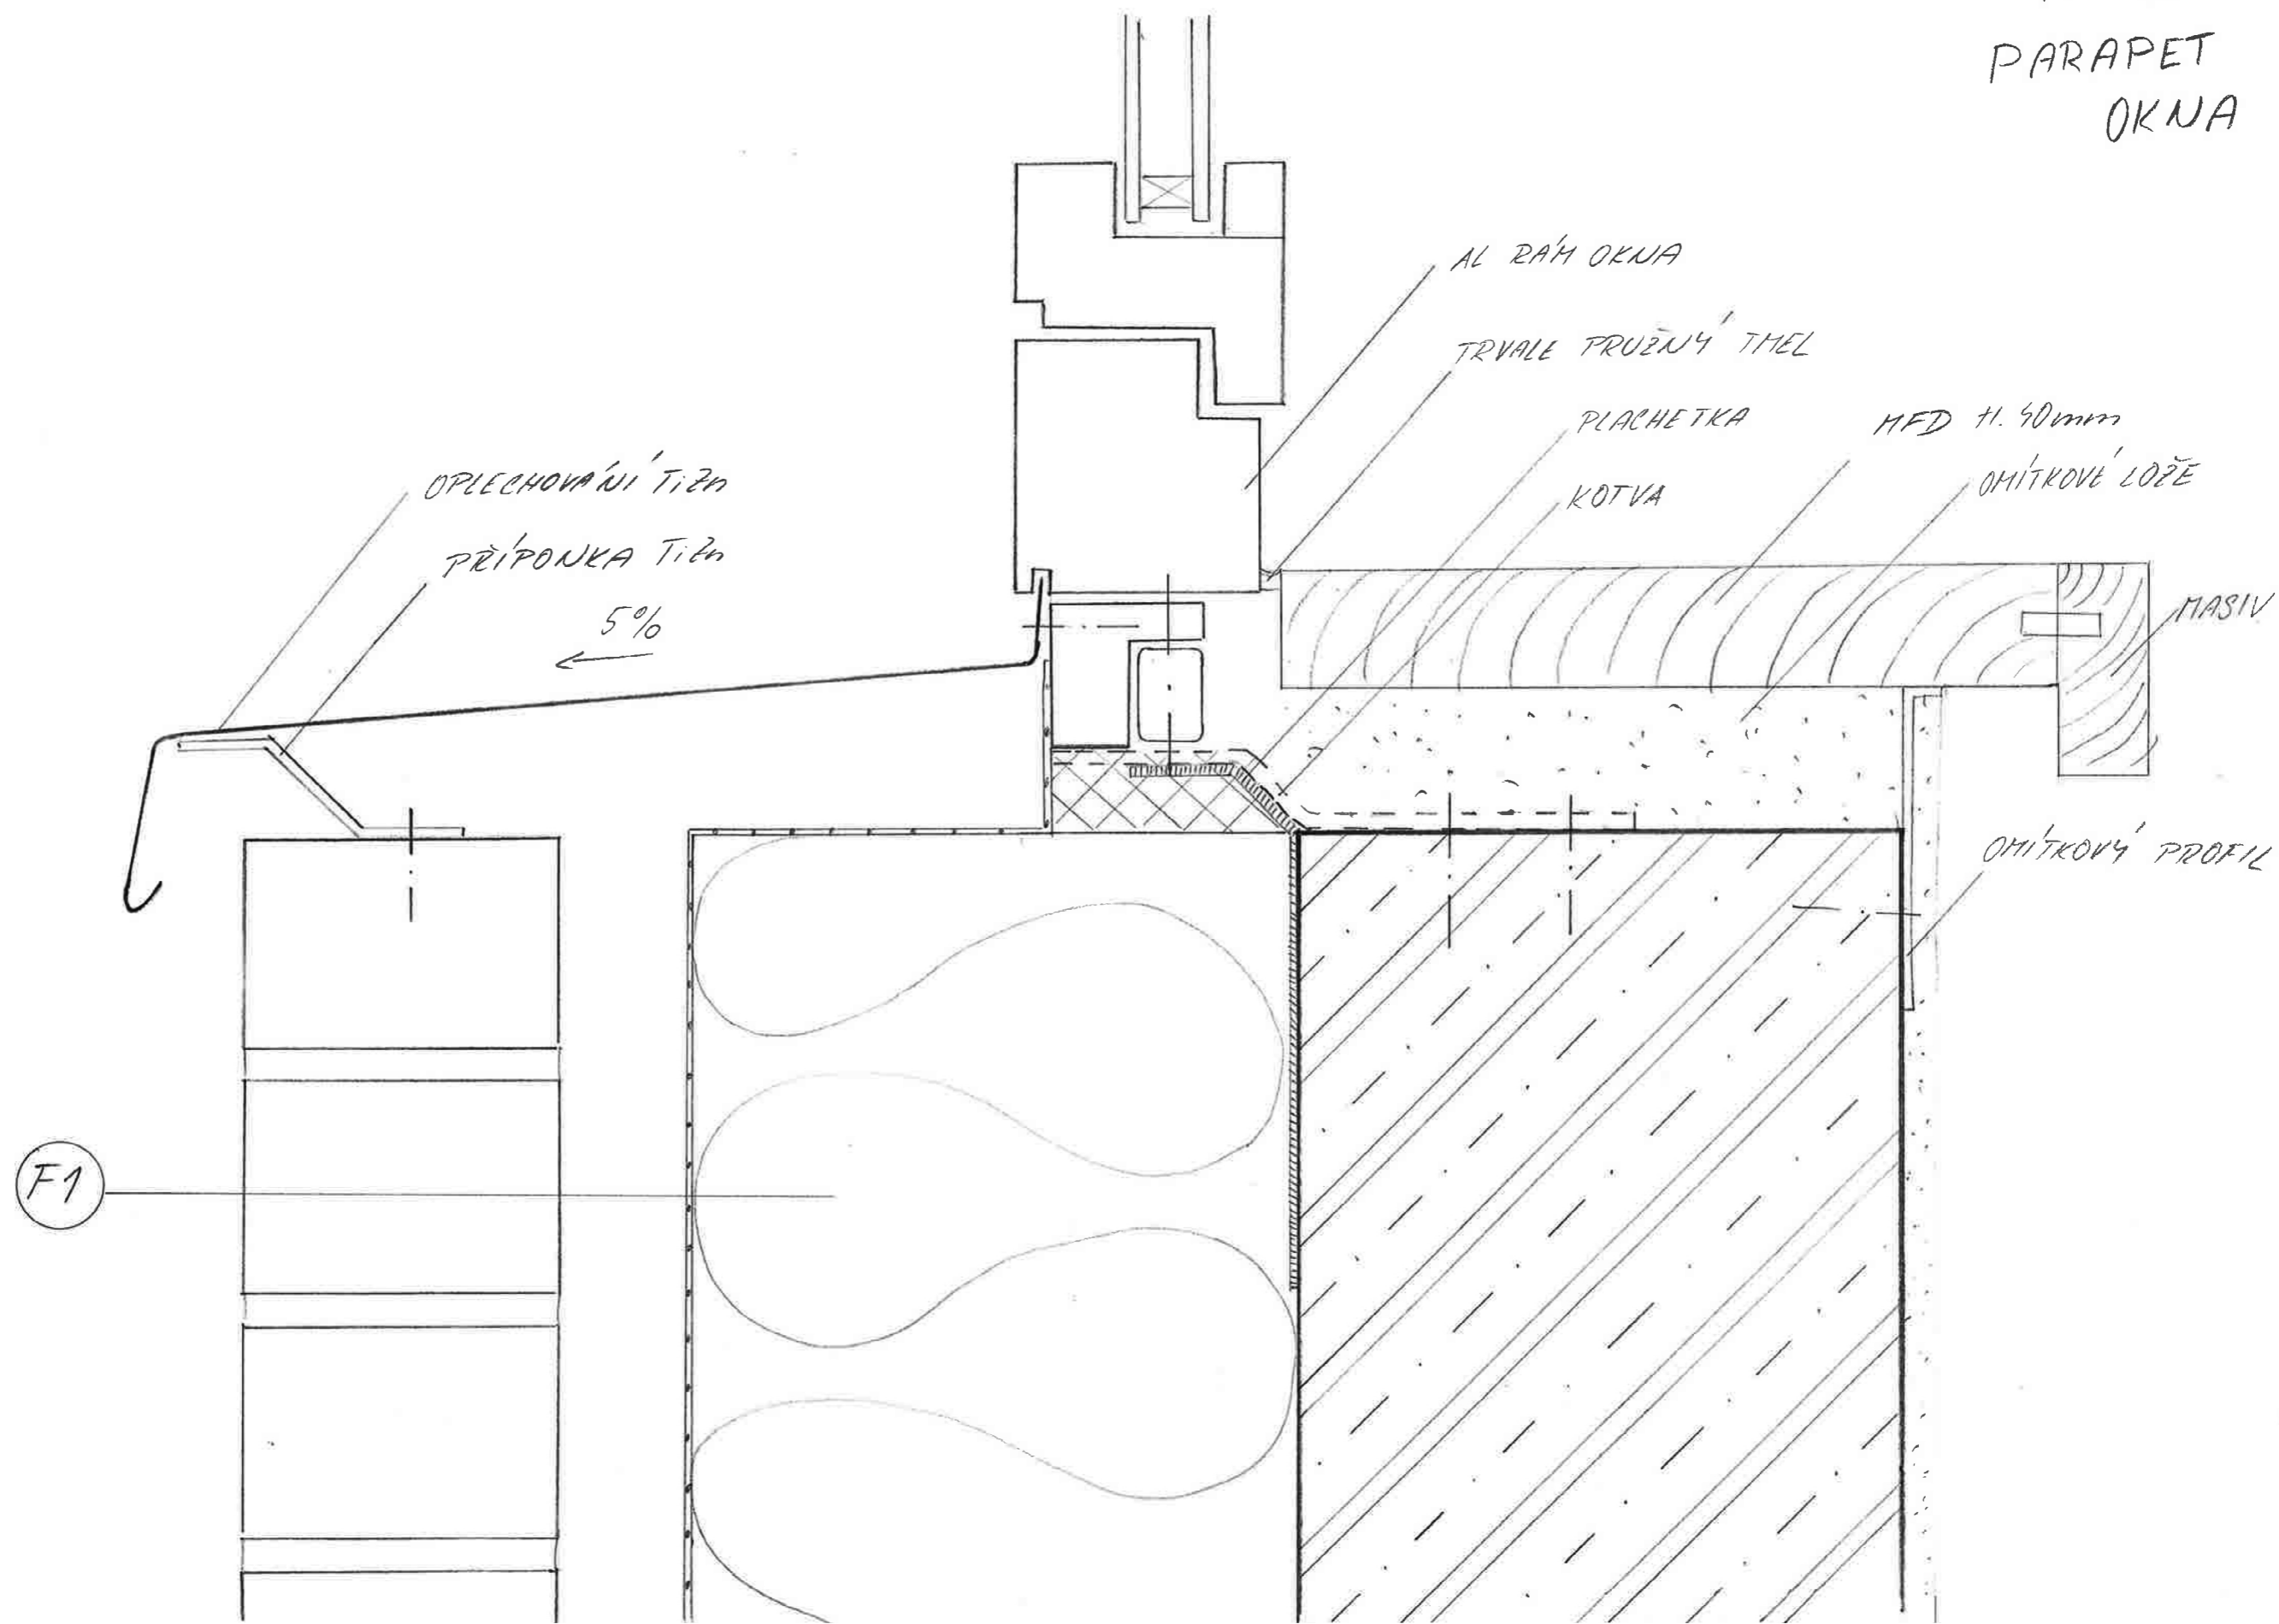 PARAPET
OKNA
AL RÁM OKNA
TRVALE PRUŽNÝ TMEL
PLACHETKA
KOTVA
MFD tl. 40mm
OMÍTKOVÉ LOŽE
MASIV
OMÍTKOVÝ PROFIL
OPLECHOVÁNÍ TiZn
PŘÍPONKA TiZn
5%
F1